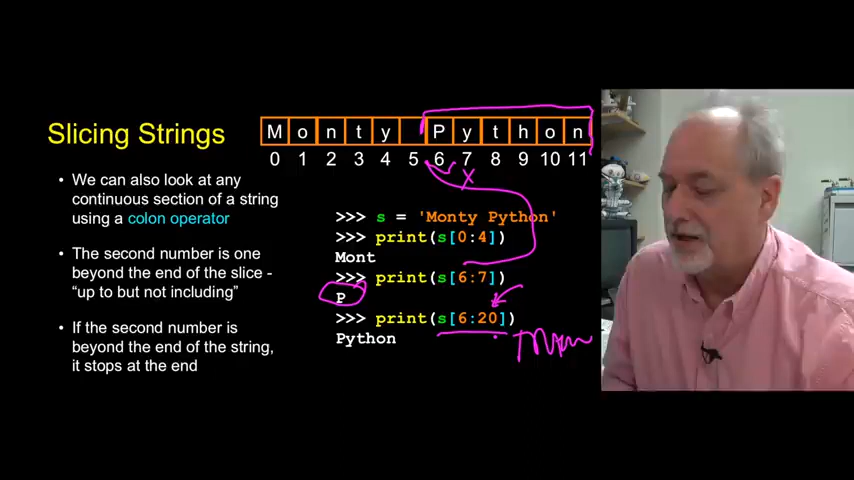 Slicing Strings
M o n t y P y t h o n
0 1 2 3 4 5 6 7 8 9 10 11
• We can also look at any
continuous section of a string
using a colon operator
• The second number is one
beyond the end of the slice -
“up to but not including”
• If the second number is
beyond the end of the string,
it stops at the end
>>> s = 'Monty Python'
>>> print(s[0:4])
Mont
>>> print(s[6:7])
P
>>> print(s[6:20])
Python
x